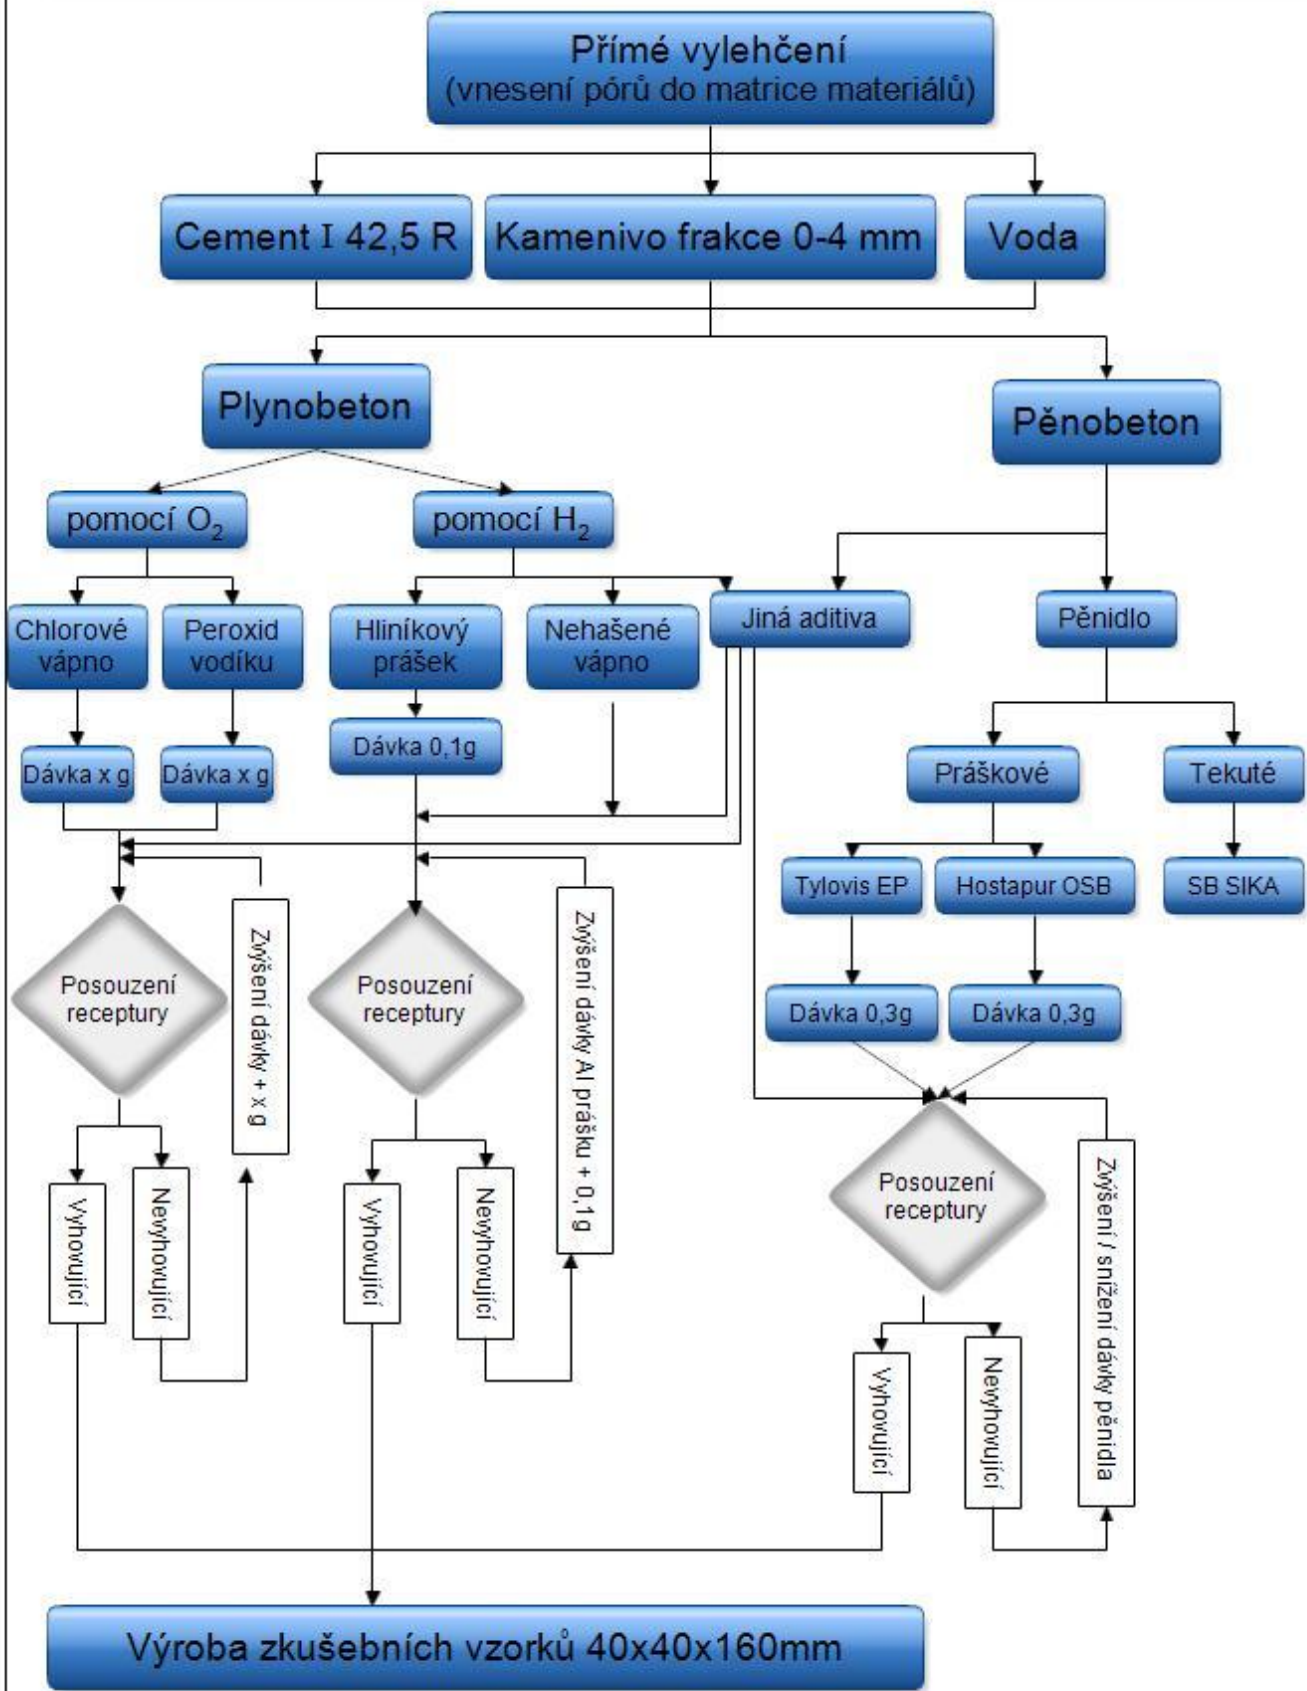 Přímé vylehčení
(vnesení pórů do matrice materiálů)
Cement I 42,5 R
Kamenivo frakce 0-4 mm
Voda
Plynobeton
Pěnobeton
pomocí O₂
pomocí H₂
Chlorové
vápno
Peroxid
vodíku
Hliníkový
prášek
Nehašené
vápno
Jiná aditiva
Pěnidlo
Dávka x g
Dávka x g
Dávka 0,1g
Práškové
Tekuté
Tylovis EP
Hostapur OSB
SB SIKA
Dávka 0,3g
Dávka 0,3g
Posouzení
receptury
Zvýšení dávky + x g
Posouzení
receptury
Zvýšení dávky Al prášku + 0,1g
Vyhovující
Nevyhovující
Vyhovující
Nevyhovující
Posouzení
receptury
Zvýšení / snížení dávky pěnidla
Vyhovující
Nevyhovující
Výroba zkušebních vzorků 40x40x160mm